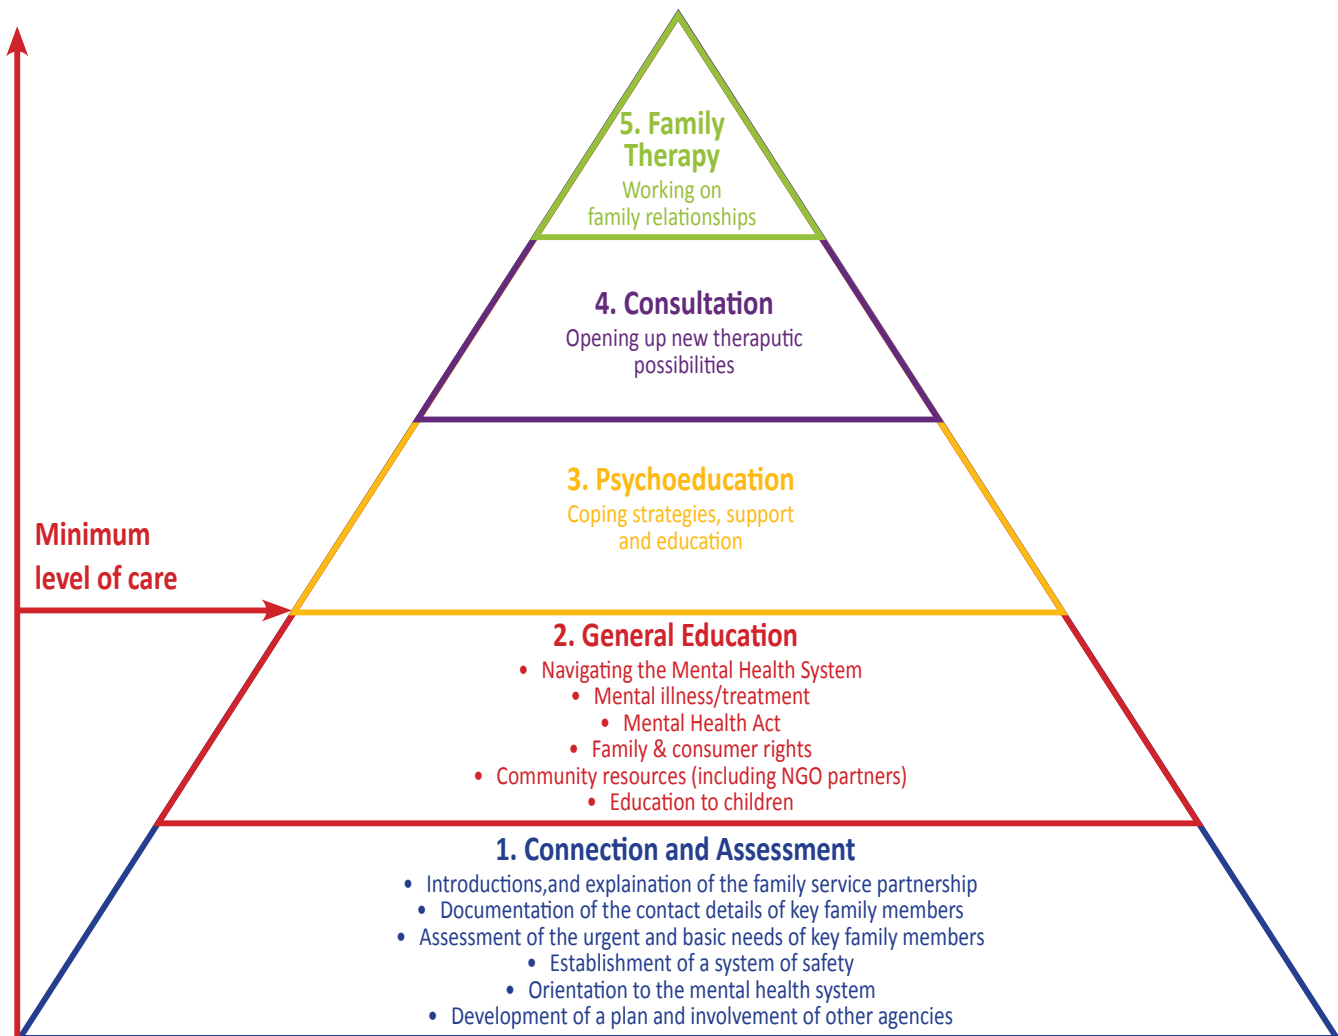 5. Family
Therapy
Working on
family relationships
4. Consultation
Opening up new theraputic
possibilities
3. Psychoeducation
Coping strategies, support
and education
Minimum
level of care
2. General Education
• Navigating the Mental Health System
• Mental illness/treatment
• Mental Health Act
• Family & consumer rights
• Community resources (including NGO partners)
• Education to children
1. Connection and Assessment
• Introductions,and explaination of the family service partnership
• Documentation of the contact details of key family members
• Assessment of the urgent and basic needs of key family members
• Establishment of a system of safety
• Orientation to the mental health system
• Development of a plan and involvement of other agencies